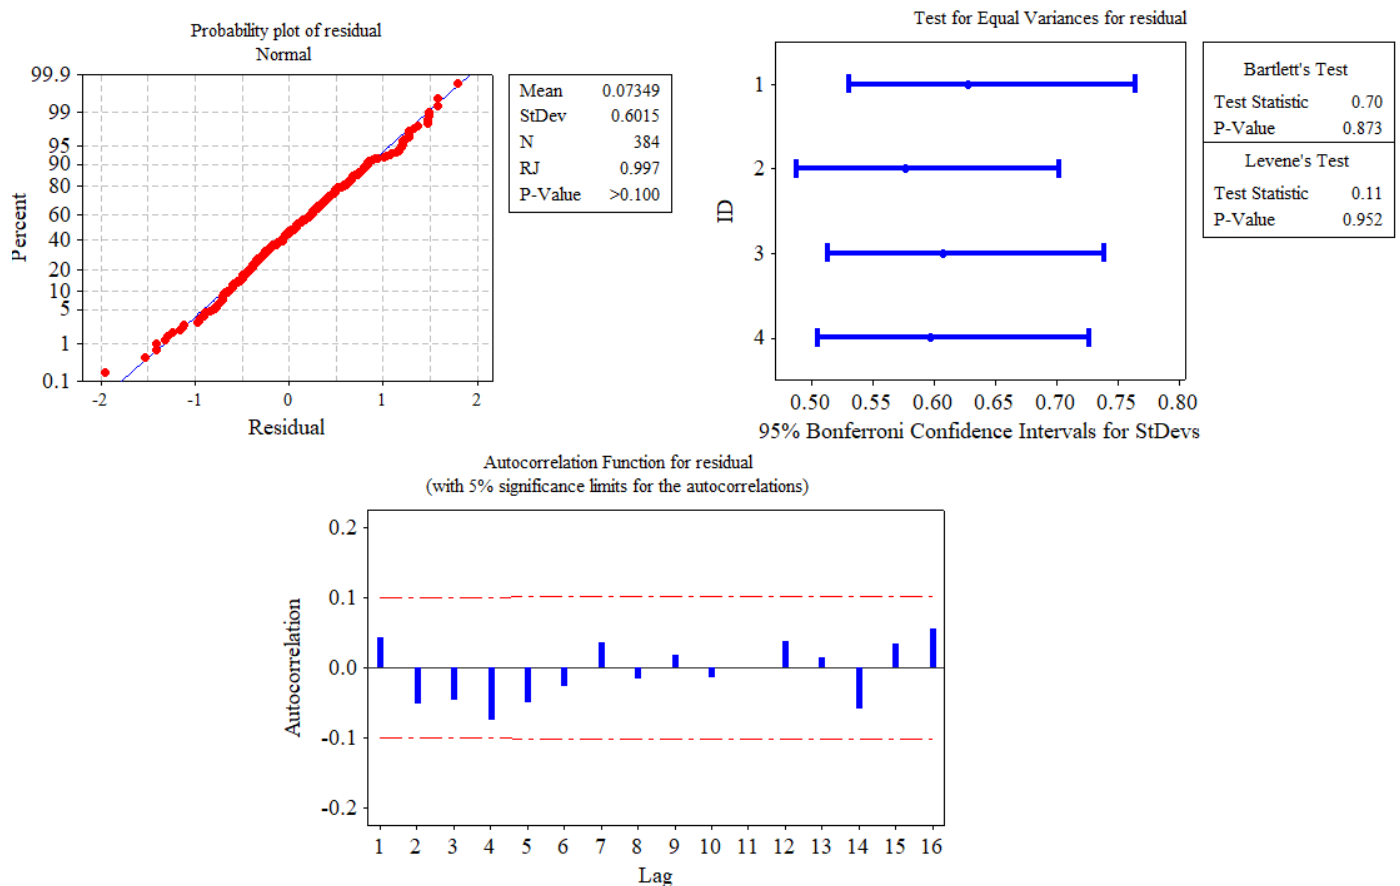 Probability plot of residual
Normal
99.9
99
95
90
80
60
40
20
10
5
1
0.1
Percent
-2 -1 0 1 2
Residual
Mean 0.07349
StDev 0.6015
N 384
RJ 0.997
P-Value >0.100
Test for Equal Variances for residual
1
2
3
4
ID
0.50 0.55 0.60 0.65 0.70 0.75 0.80
95% Bonferroni Confidence Intervals for StDevs
Bartlett's Test
Test Statistic 0.70
P-Value 0.873
Levene's Test
Test Statistic 0.11
P-Value 0.952
Autocorrelation Function for residual
(with 5% significance limits for the autocorrelations)
0.2
0.1
0.0
-0.1
-0.2
Autocorrelation
1 2 3 4 5 6 7 8 9 10 11 12 13 14 15 16
Lag